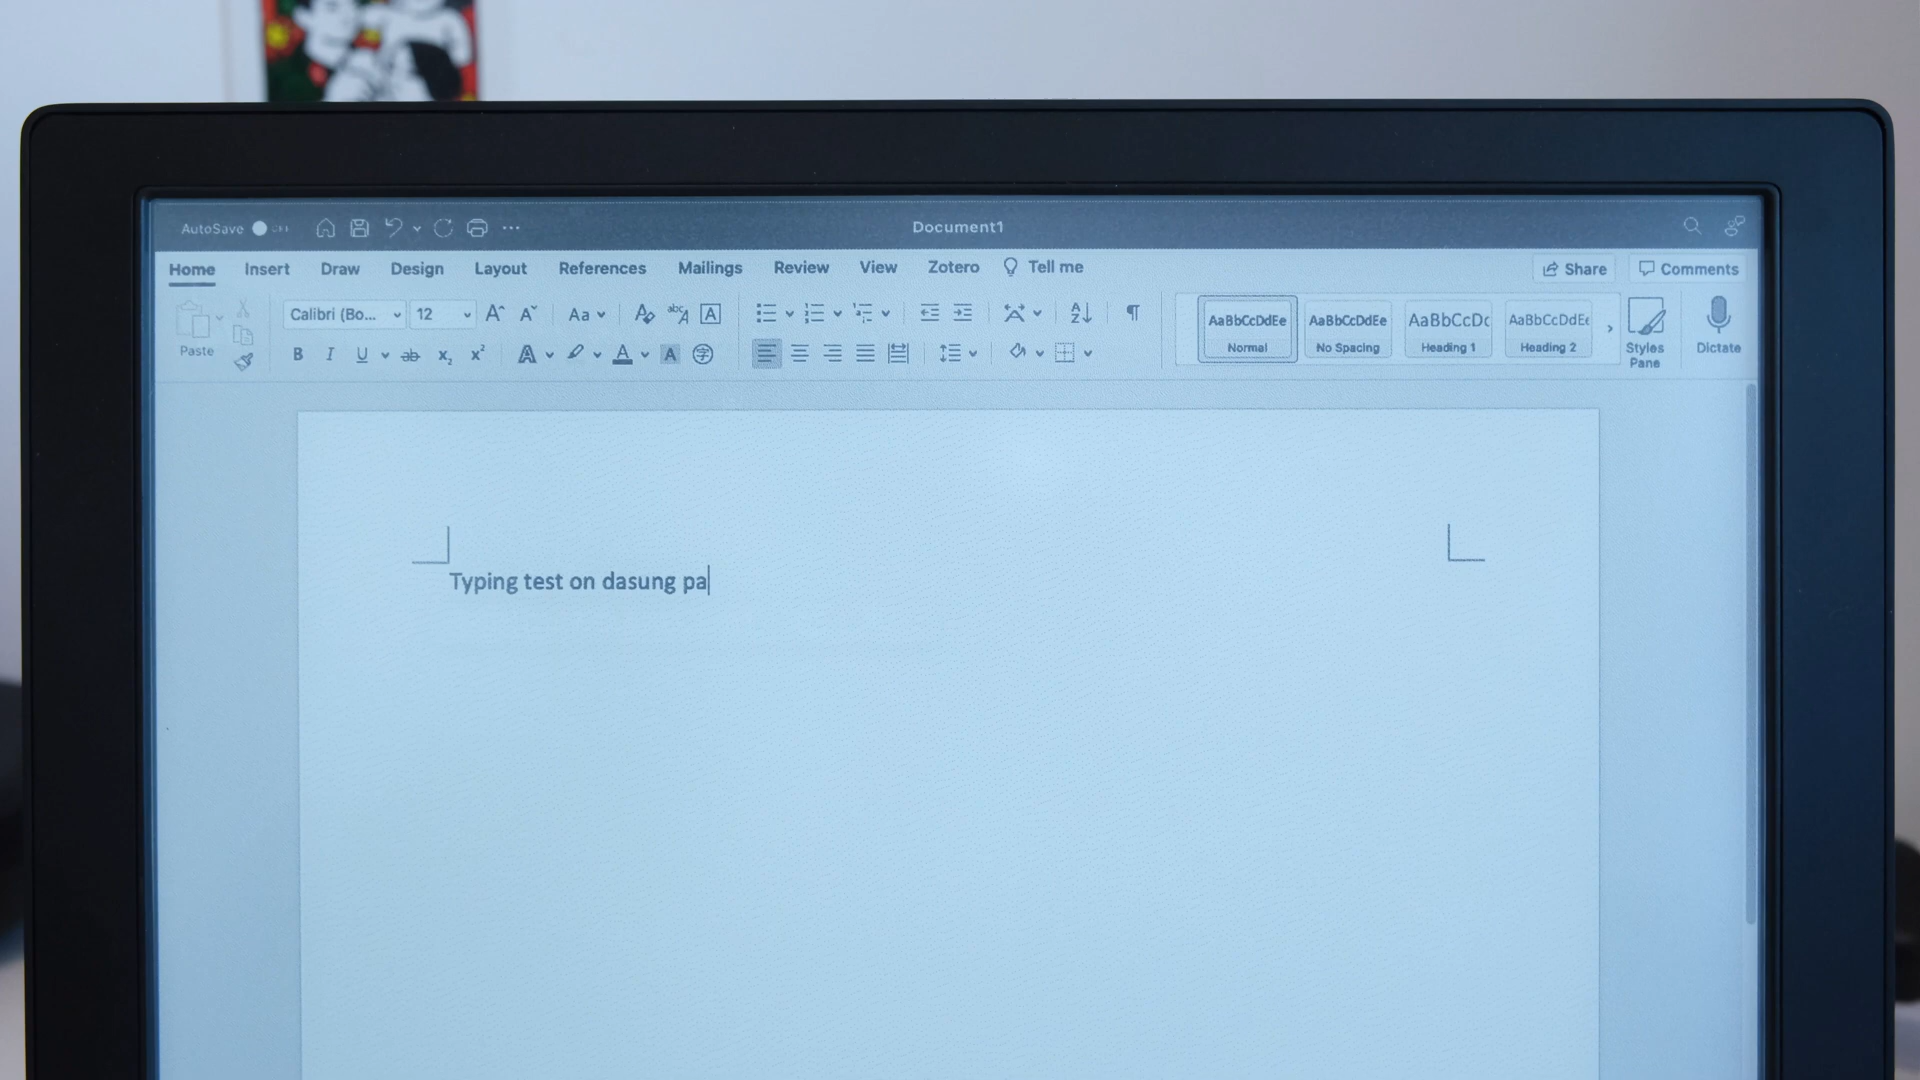 AutoSave OFF Document1
Home Insert Draw Design Layout References Mailings Review View Zotero Tell me Share Comments
Paste Calibri (Bo... 12 Aa AaBbCcDdEe AaBbCcDdEe AaBbCcDc AaBbCcDdEe
Normal No Spacing Heading 1 Heading 2 Styles Pane Dictate
Typing test on dasung pa